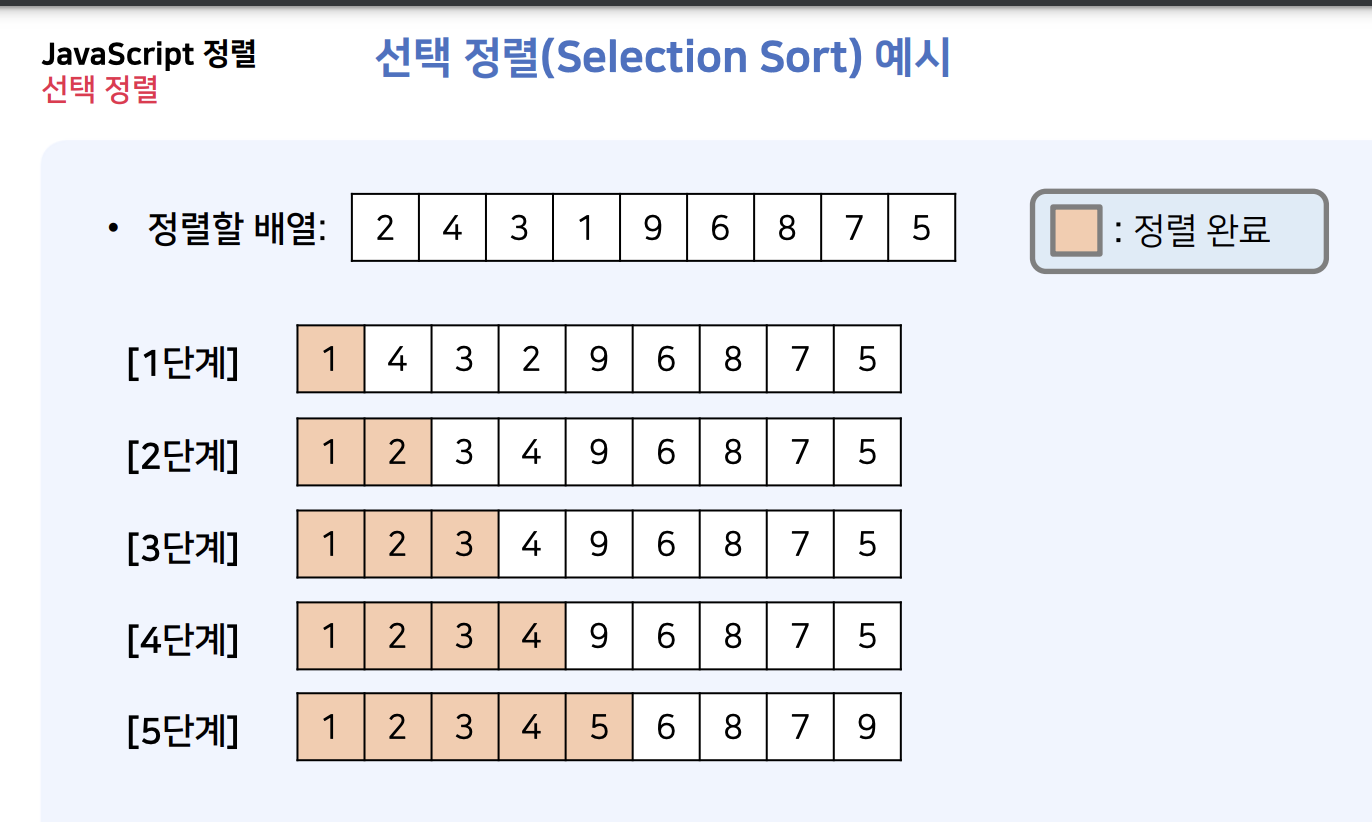 JavaScript 정렬
선택 정렬
선택 정렬(Selection Sort) 예시
• 정렬할 배열: 2 4 3 1 9 6 8 7 5
: 정렬 완료
[1단계] 1 4 3 2 9 6 8 7 5
[2단계] 1 2 3 4 9 6 8 7 5
[3단계] 1 2 3 4 9 6 8 7 5
[4단계] 1 2 3 4 9 6 8 7 5
[5단계] 1 2 3 4 5 6 8 7 9